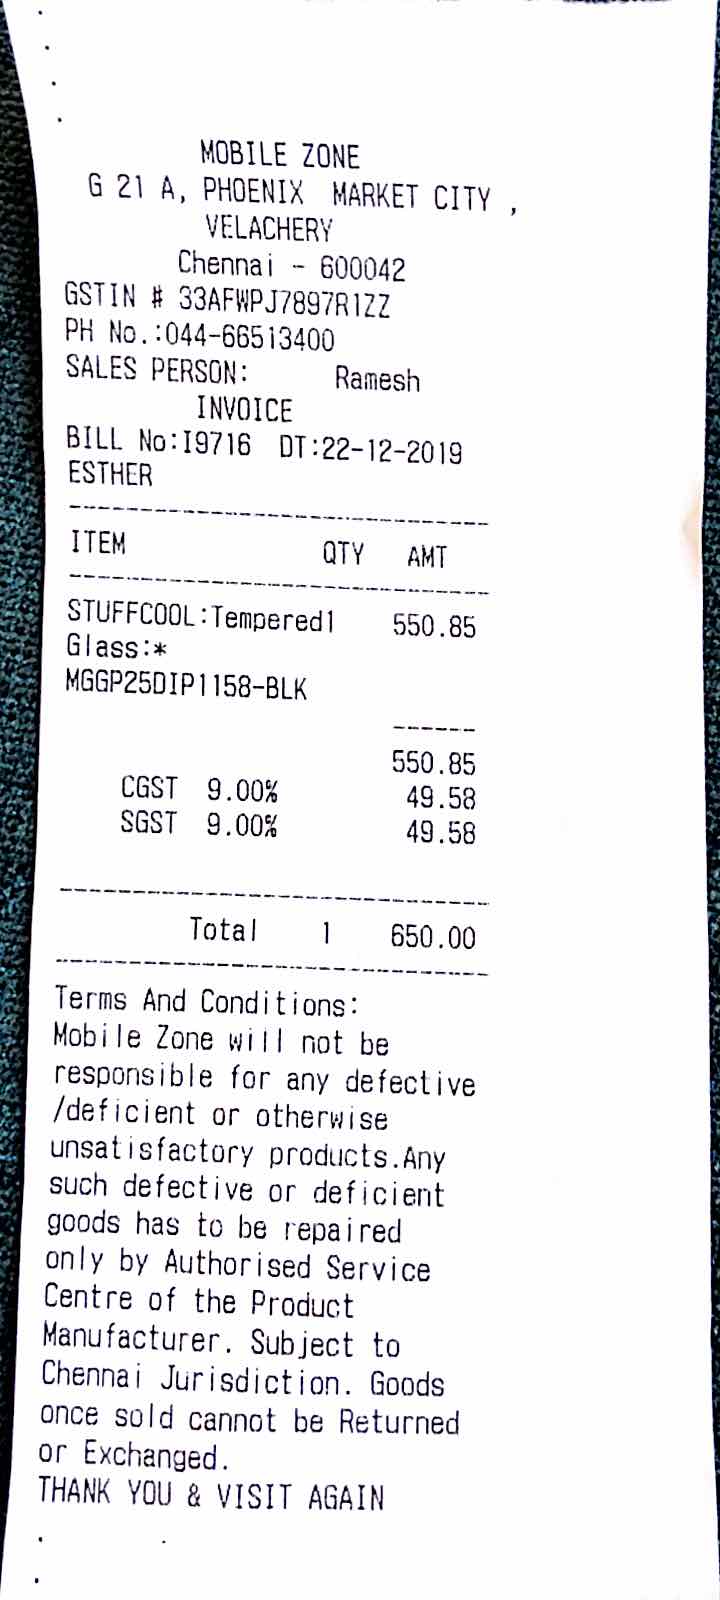 MOBILE ZONE
G 21 A, PHOENIX MARKET CITY ,
VELACHERY
Chennai - 600042
GSTIN # 33AFWPJ7897R1ZZ
PH No.:044-66513400
SALES PERSON: Ramesh
INVOICE
BILL No:I9716 DT:22-12-2019
ESTHER
ITEM QTY AMT
STUFFCOOL:Tempered1 550.85
Glass:*
MGGP25DIP1158-BLK
550.85
CGST 9.00% 49.58
SGST 9.00% 49.58
Total 1 650.00
Terms And Conditions:
Mobile Zone will not be
responsible for any defective
/deficient or otherwise
unsatisfactory products.Any
such defective or deficient
goods has to be repaired
only by Authorised Service
Centre of the Product
Manufacturer. Subject to
Chennai Jurisdiction. Goods
once sold cannot be Returned
or Exchanged.
THANK YOU & VISIT AGAIN